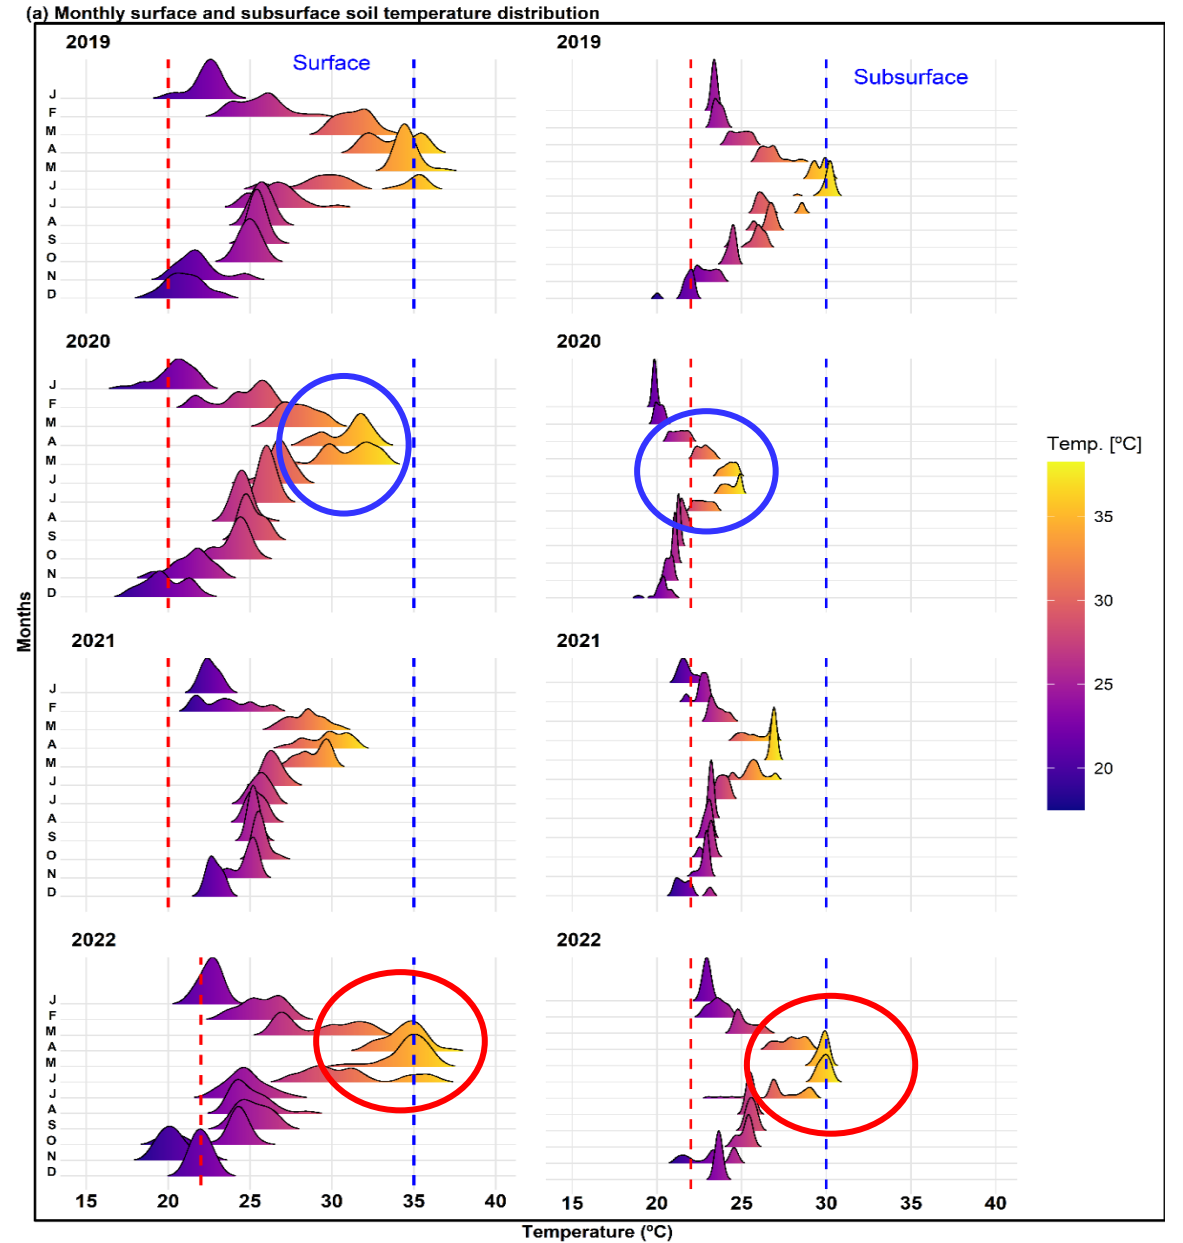 (a) Monthly surface and subsurface soil temperature distribution
2019
2019
Surface
Subsurface
J
F
M
A
M
J
J
A
S
O
N
D
2020
2020
J
F
M
A
M
J
J
A
S
O
N
D
Temp. [ºC]
35
30
25
20
Months
2021
2021
J
F
M
A
M
J
J
A
S
O
N
D
2022
2022
J
F
M
A
M
J
J
A
S
O
N
D
15 20 25 30 35 40
15 20 25 30 35 40
Temperature (ºC)